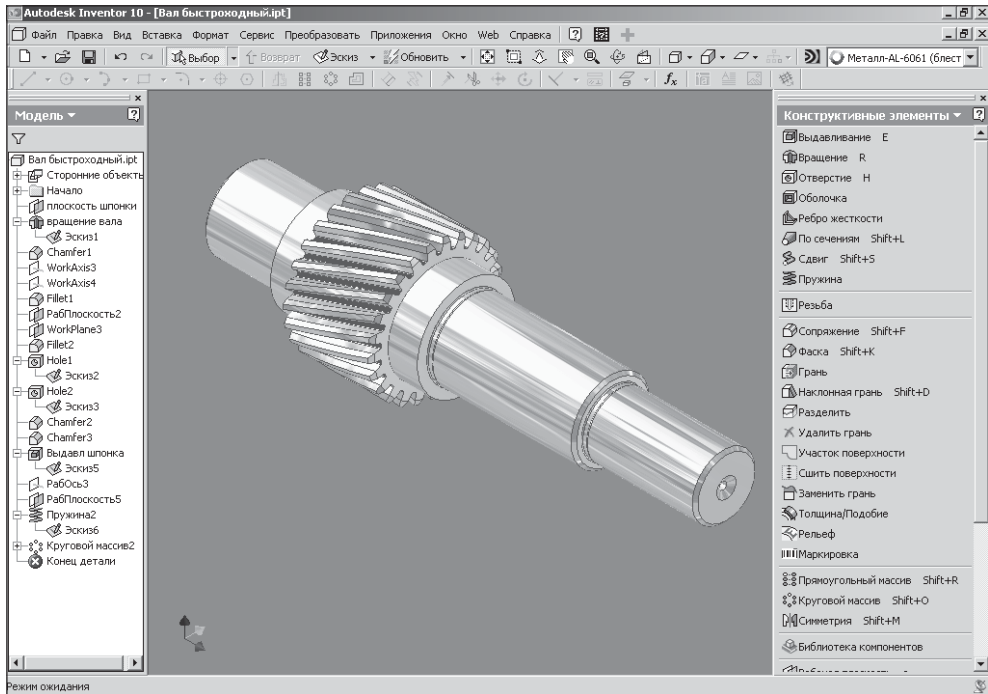 Autodesk Inventor 10 - [Вал быстроходный.ipt]
Файл Правка Вид Вставка Формат Сервис Преобразовать Приложения Окно Web Справка
Выбор Возврат Эскиз Обновить Металл-AL-6061 (блест
Модель
Вал быстроходный.ipt
Сторонние объекть
Начало
плоскость шпонки
вращение вала
Эскиз1
Chamfer1
WorkAxis3
WorkAxis4
Fillet1
РабПлоскость2
WorkPlane3
Fillet2
Hole1
Эскиз2
Hole2
Эскиз3
Chamfer2
Chamfer3
Выдавл шпонка
Эскиз5
РабОсь3
РабПлоскость5
Пружина2
Эскиз6
Круговой массив2
Конец детали
Конструктивные элементы
Выдавливание E
Вращение R
Отверстие H
Оболочка
Ребро жесткости
По сечениям Shift+L
Сдвиг Shift+S
Пружина
Резьба
Сопряжение Shift+F
Фаска Shift+K
Грань
Наклонная грань Shift+D
Разделить
Удалить грань
Участок поверхности
Сшить поверхности
Заменить грань
Толщина/Подобие
Рельеф
Маркировка
Прямоугольный массив Shift+R
Круговой массив Shift+O
Симметрия Shift+M
Библиотека компонентов
Режим ожидания